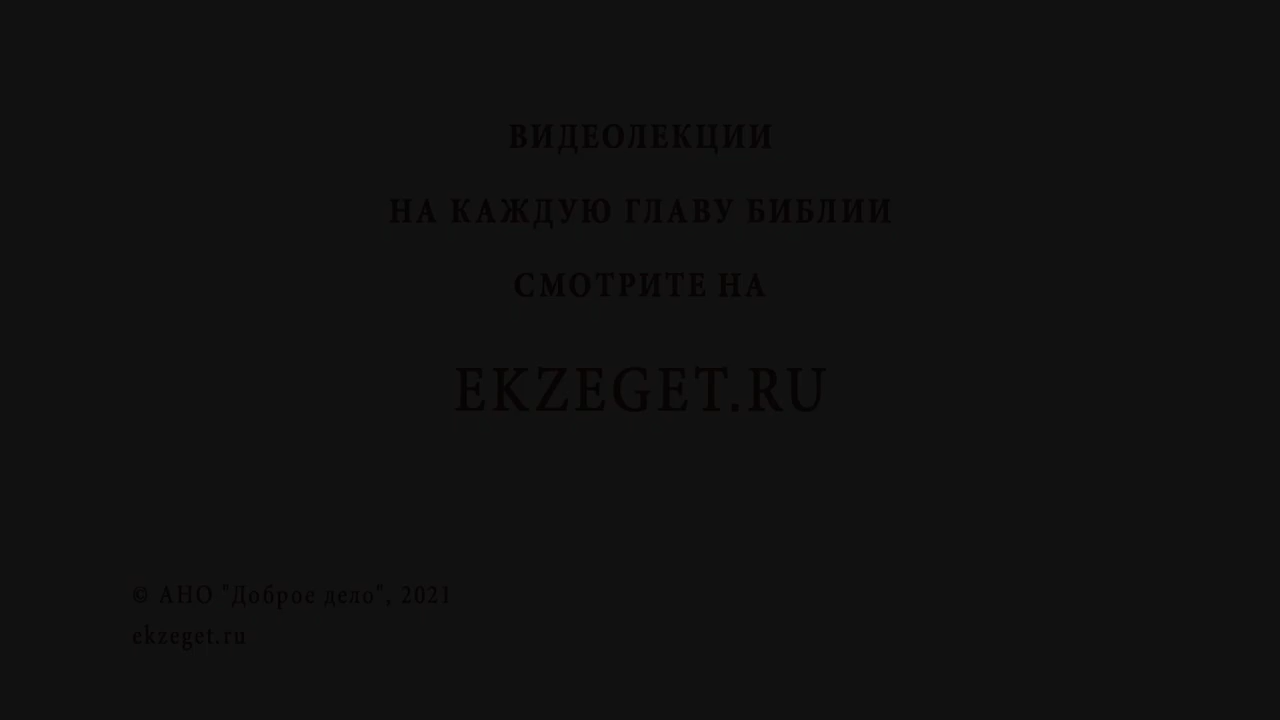 ВИДЕОЛЕКЦИИ
НА КАЖДУЮ ГЛАВУ БИБЛИИ
СМОТРИТЕ НА
EKZEGET.RU
© АНО "Доброе дело", 2021
ekzeget.ru